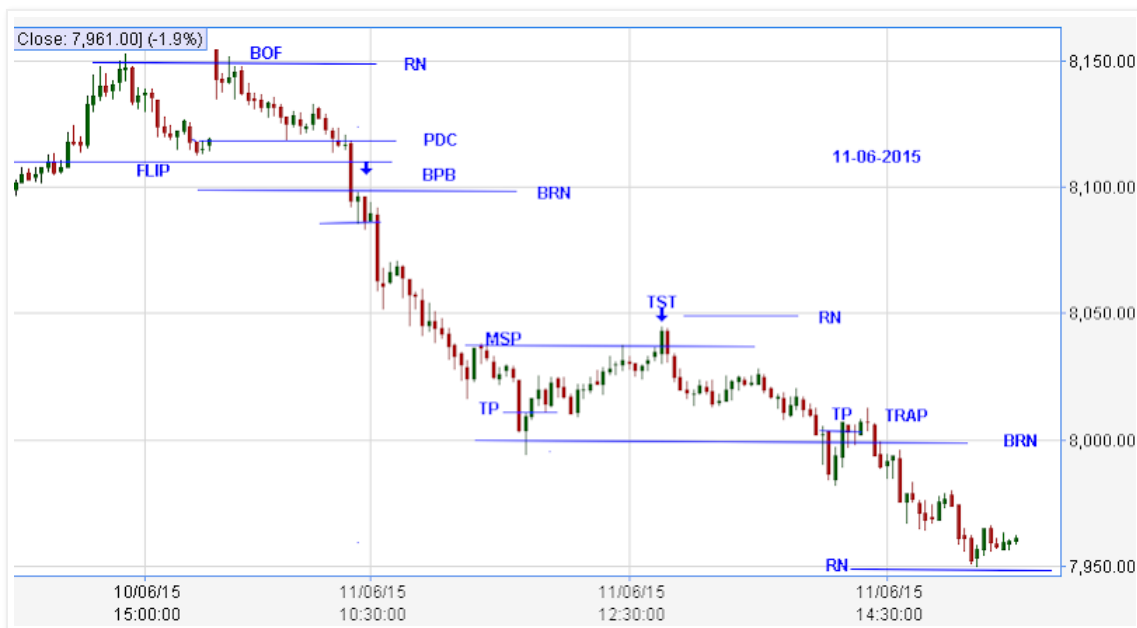 Close: 7,961.00] (-1.9%)
BOF
RN
8,150.00
PDC
11-06-2015
FLIP
BPB
BRN
8,100.00
TST
RN
8,050.00
MSP
TP
TP
TRAP
BRN
8,000.00
RN
7,950.00
10/06/15
11/06/15
11/06/15
11/06/15
15:00:00
10:30:00
12:30:00
14:30:00